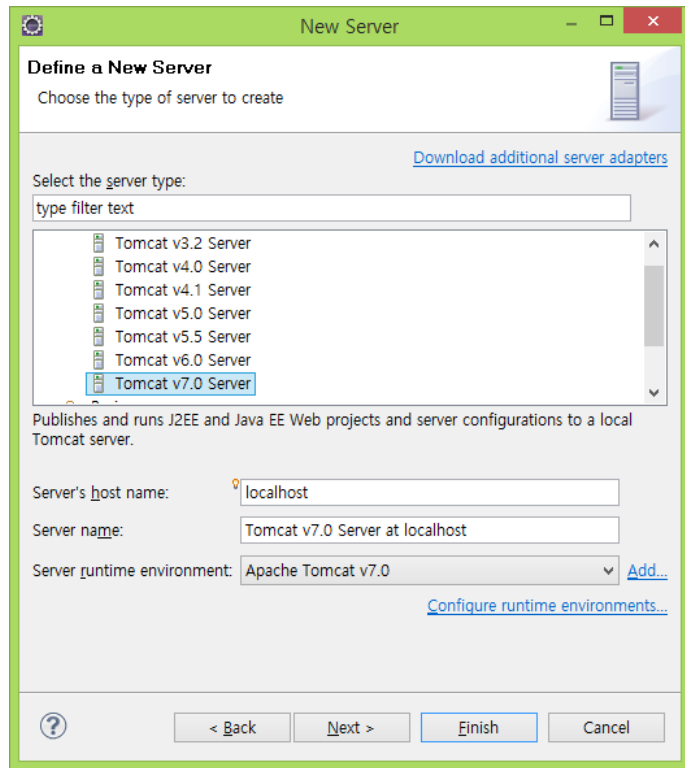 New Server
Define a New Server
Choose the type of server to create
Download additional server adapters
Select the server type:
type filter text
Tomcat v3.2 Server
Tomcat v4.0 Server
Tomcat v4.1 Server
Tomcat v5.0 Server
Tomcat v5.5 Server
Tomcat v6.0 Server
Tomcat v7.0 Server
Publishes and runs J2EE and Java EE Web projects and server configurations to a local
Tomcat server.
Server's host name: localhost
Server name: Tomcat v7.0 Server at localhost
Server runtime environment: Apache Tomcat v7.0 Add...
Configure runtime environments...
? < Back Next > Finish Cancel